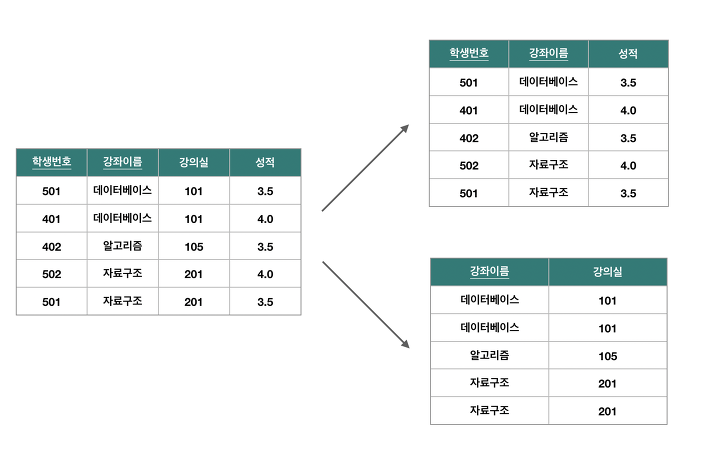 학생번호 강좌이름 강의실 성적
501 데이터베이스 101 3.5
401 데이터베이스 101 4.0
402 알고리즘 105 3.5
502 자료구조 201 4.0
501 자료구조 201 3.5
학생번호 강좌이름 성적
501 데이터베이스 3.5
401 데이터베이스 4.0
402 알고리즘 3.5
502 자료구조 4.0
501 자료구조 3.5
강좌이름 강의실
데이터베이스 101
데이터베이스 101
알고리즘 105
자료구조 201
자료구조 201